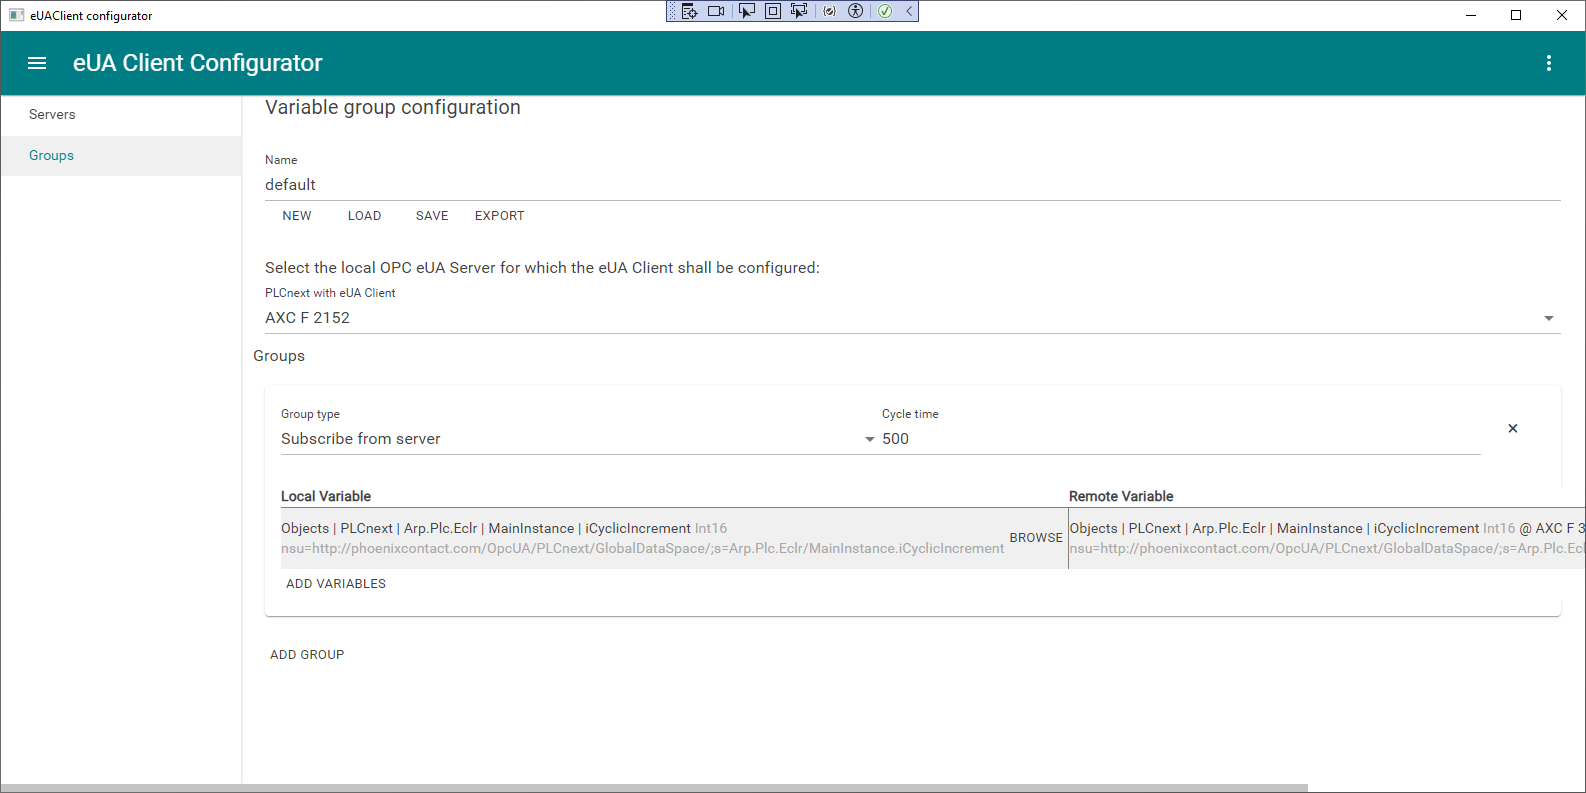 eUAClient configurator
eUA Client Configurator
Servers
Groups
Variable group configuration
Name
default
NEW LOAD SAVE EXPORT
Select the local OPC eUA Server for which the eUA Client shall be configured:
PLCnext with eUA Client
AXC F 2152
Groups
Group type Cycle time
Subscribe from server 500
Local Variable Remote Variable
Objects | PLCnext | Arp.Plc.Eclr | MainInstance | iCyclicIncrement Int16 Objects | PLCnext | Arp.Plc.Eclr | MainInstance | iCyclicIncrement Int16 @ AXC F 3
BROWSE
nsu=http://phoenixcontact.com/OpcUA/PLCnext/GlobalDataSpace/;s=Arp.Plc.Eclr/MainInstance.iCyclicIncrement nsu=http://phoenixcontact.com/OpcUA/PLCnext/GlobalDataSpace/;s=Arp.Plc.Ecl
ADD VARIABLES
ADD GROUP